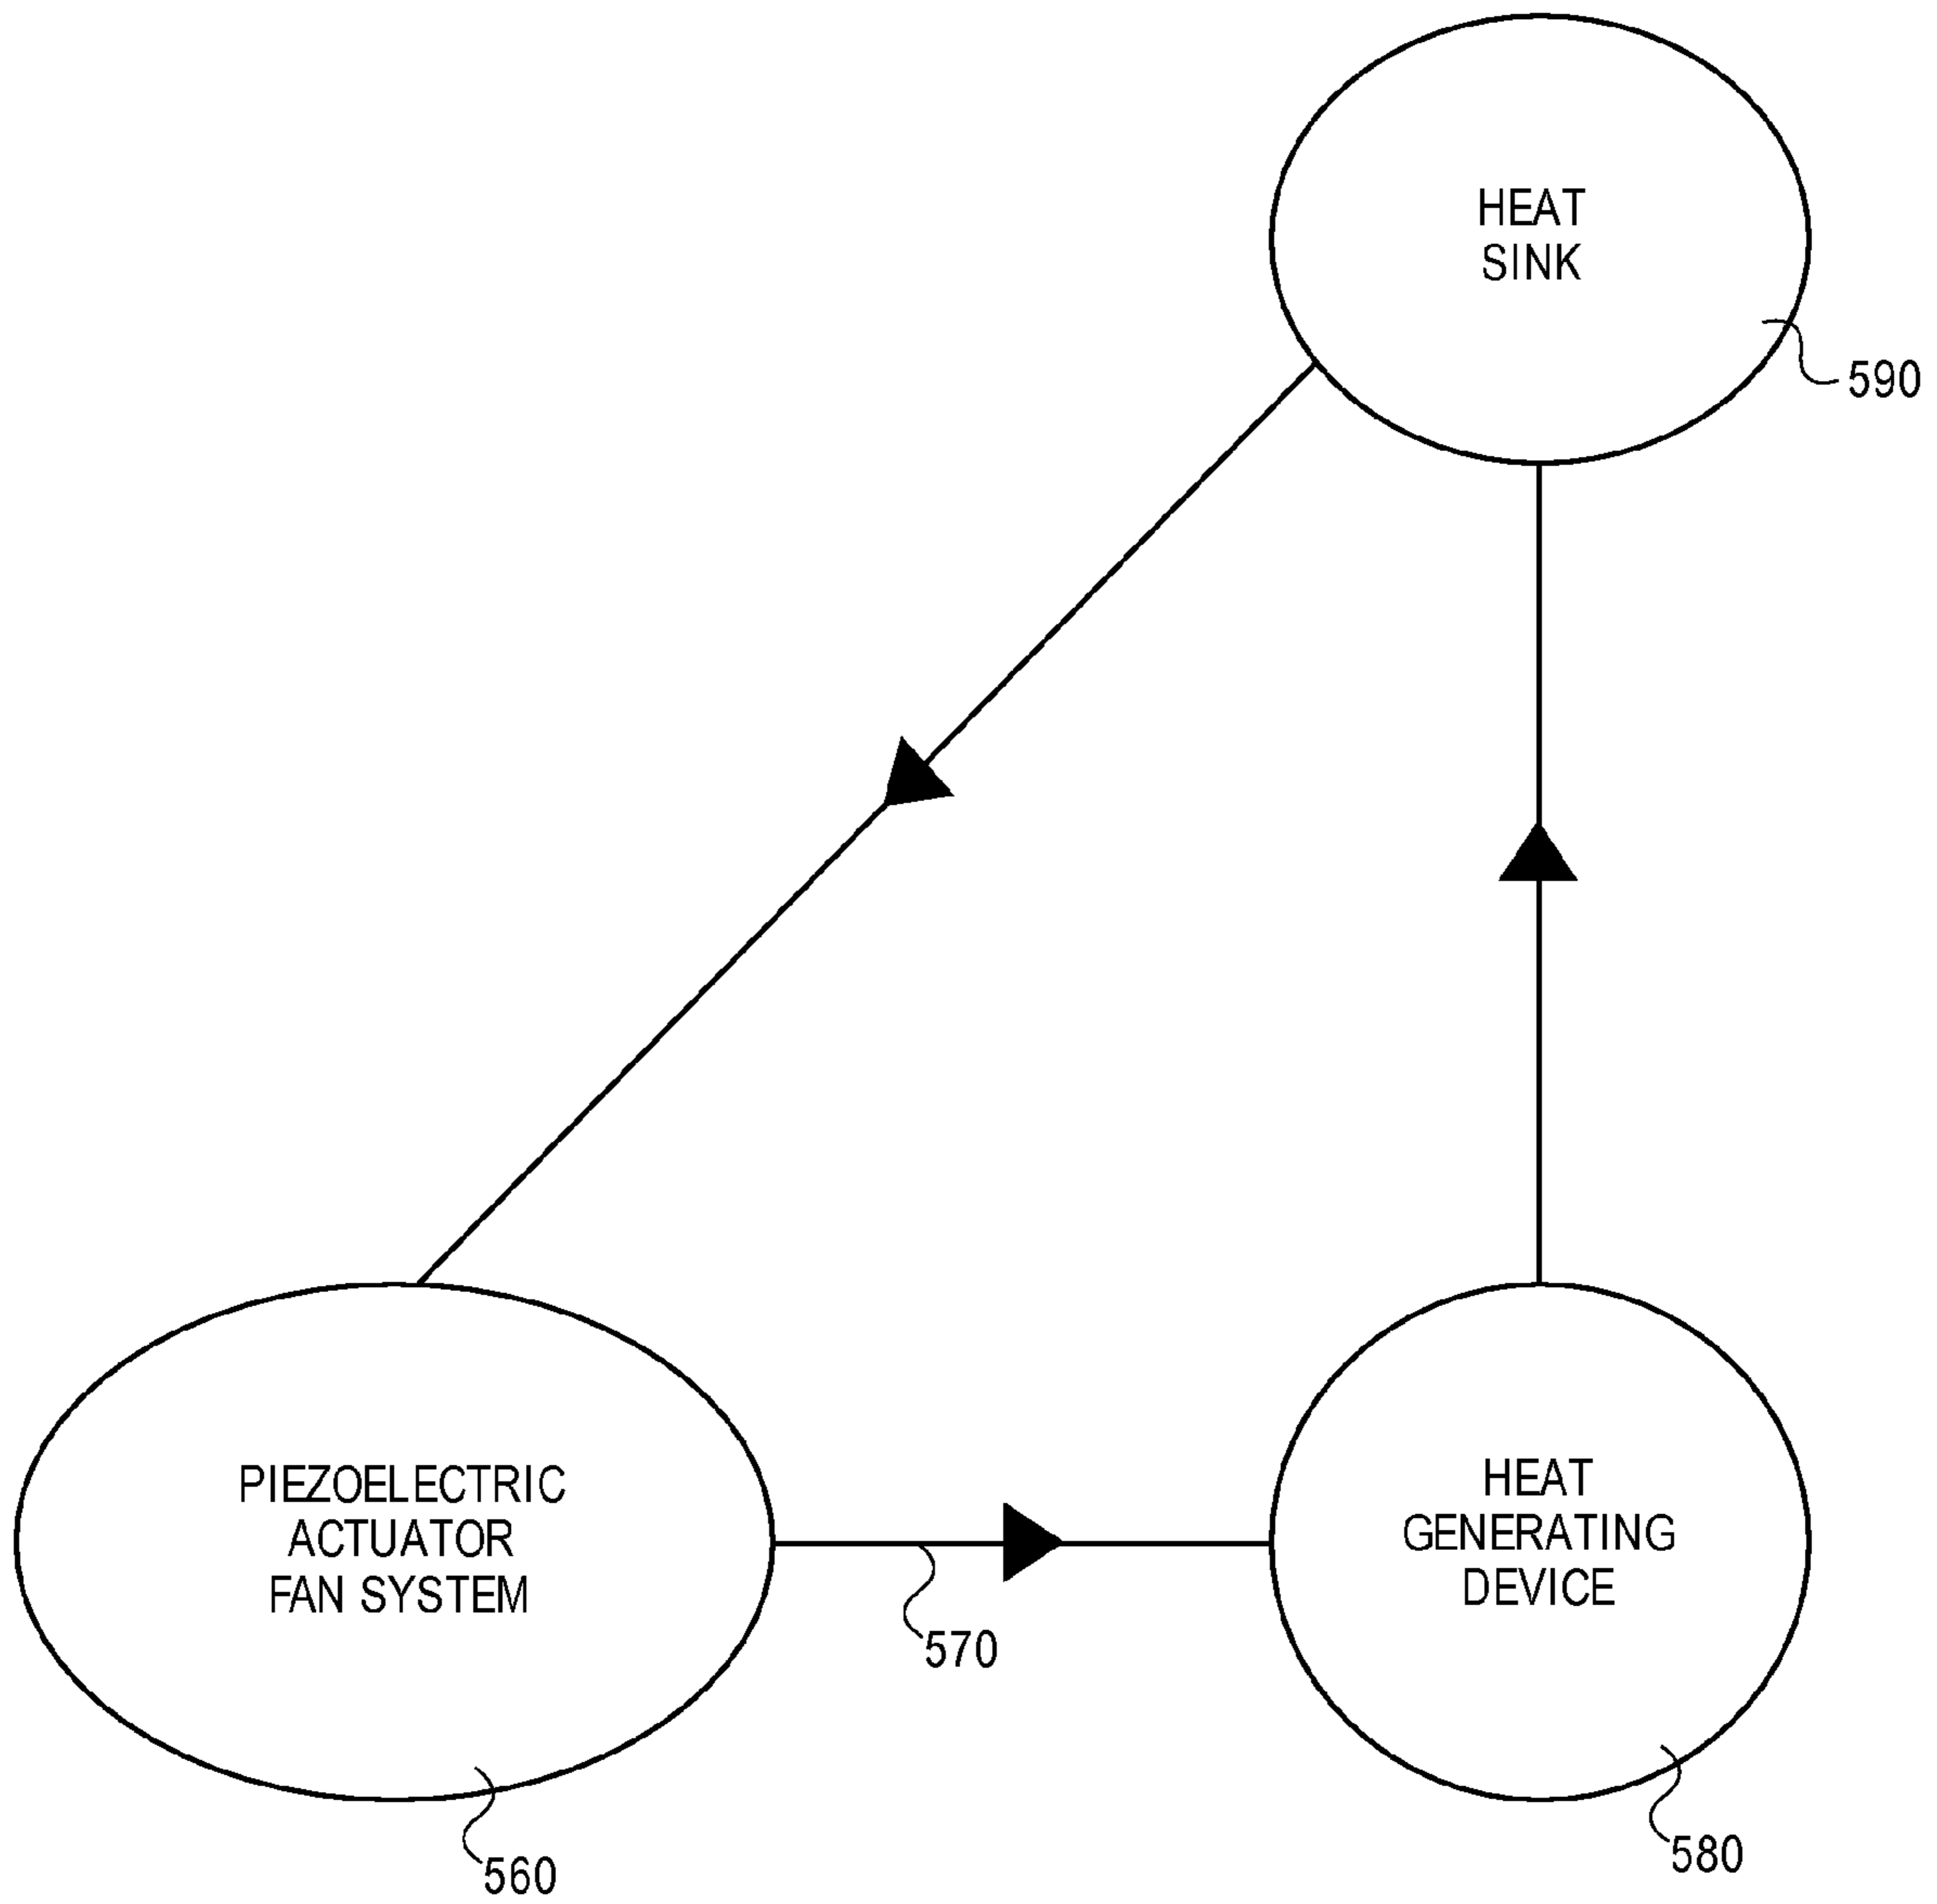 HEAT
SINK
590
PIEZOELECTRIC
ACTUATOR
FAN SYSTEM
570
HEAT
GENERATING
DEVICE
560
580